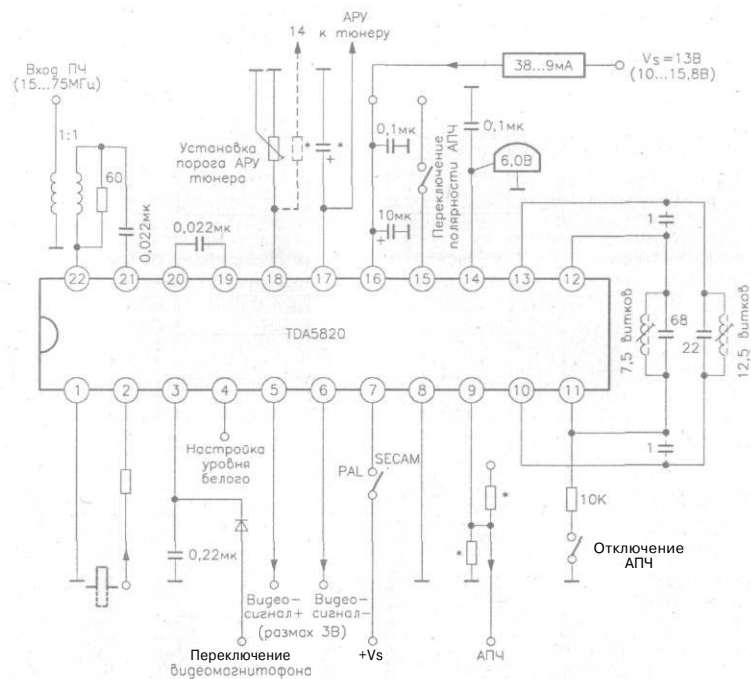 АРУ
к тюнеру
14
Вход ПЧ
(15...75МГц)
38...9мА
Vs=13В
(10...15,8В)
1:1
60
0,022мк
0,022мк
Установка
порога АРУ
тюнера
*
*
+
0,1мк
10мк
+
Переключение
полярности АПЧ
0,1мк
6,0В
1
7,5 витков
68
22
12,5 витков
1
22 21 20 19 18 17 16 15 14 13 12
TDA5820
1 2 3 4 5 6 7 8 9 10 11
Настройка
уровня
белого
PAL
SECAM
*
*
10К
0,22мк
Отключение
АПЧ
Видео-
сигнал+
Видео-
сигнал-
(размах 3В)
Переключение
видеомагнитофона
+Vs
АПЧ